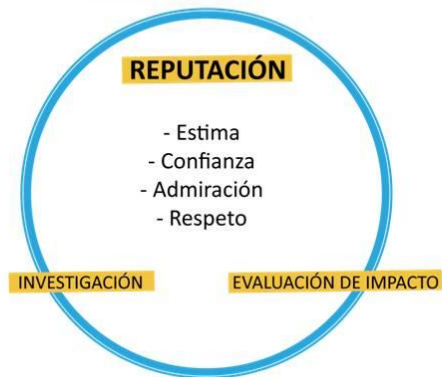 REPUTACIÓN
- Estima
- Confianza
- Admiración
- Respeto
INVESTIGACIÓN
EVALUACIÓN DE IMPACTO